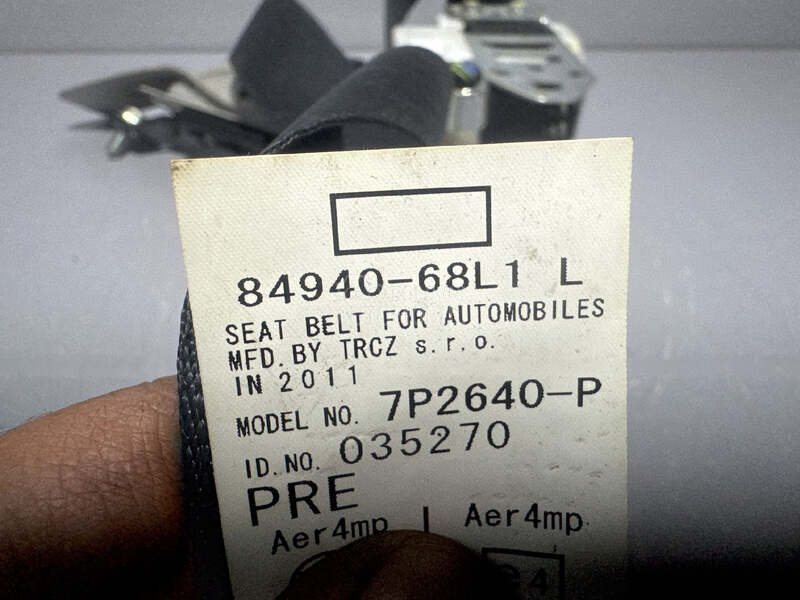 84940-68L1 L
SEAT BELT FOR AUTOMOBILES
MFD. BY TRCZ s.r.o.
IN 2011
MODEL NO. 7P2640-P
ID. NO. 035270
PRE
Aer4mp Aer4mp
e4